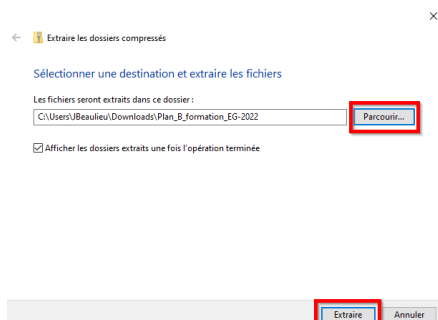 Extraire les dossiers compressés
Sélectionner une destination et extraire les fichiers
Les fichiers seront extraits dans ce dossier :
C:\Users\JBeaulieu\Downloads\Plan_B_formation_EG-2022 Parcourir...
Afficher les dossiers extraits une fois l'opération terminée
Extraire Annuler